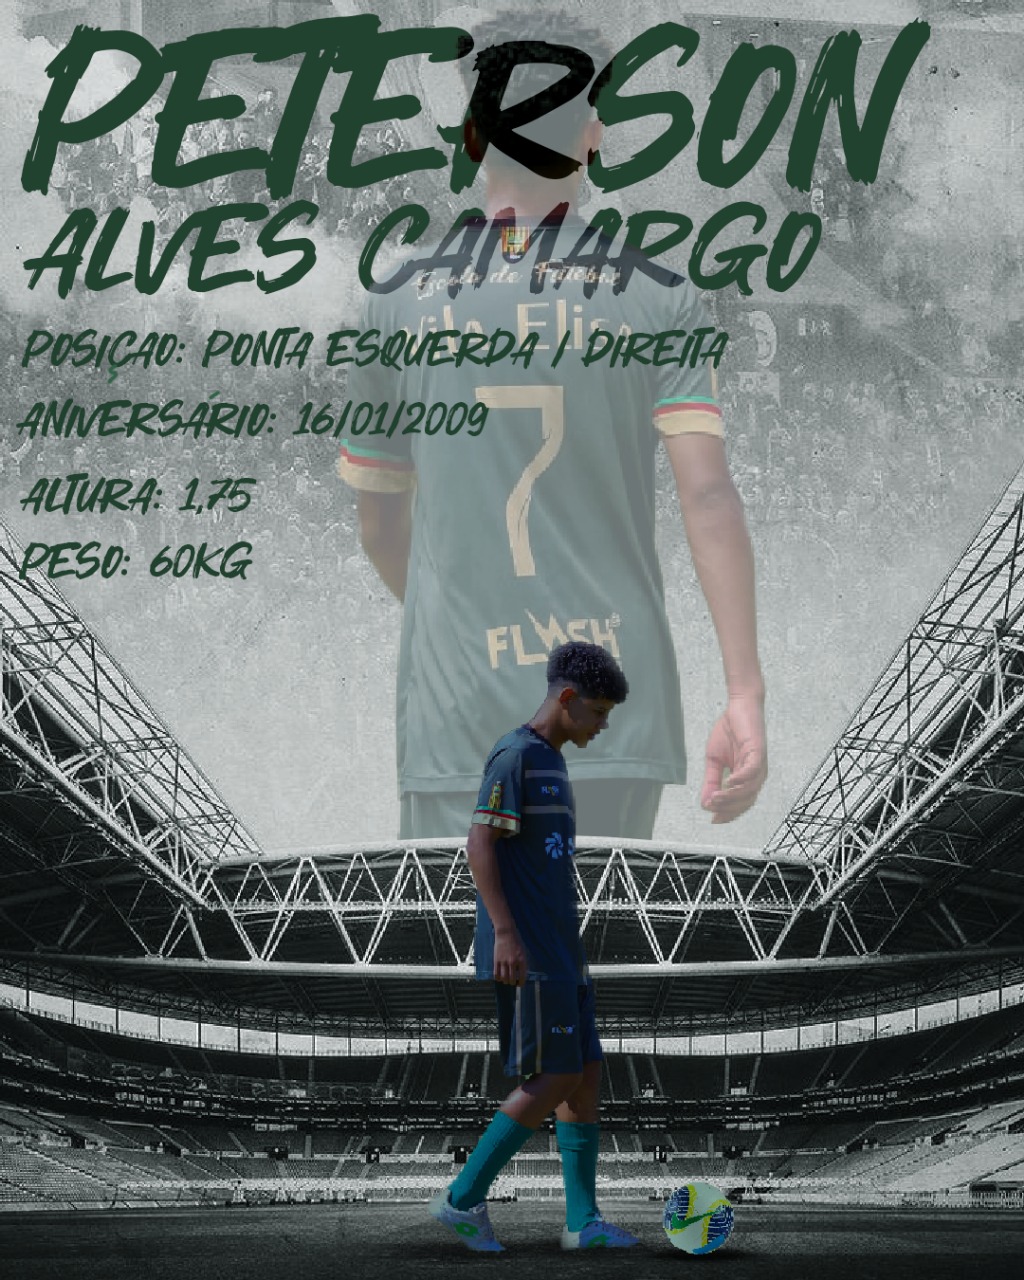 PETERSON
ALVES CAMARGO
Escola de Futebol
Vila Elisa
POSIÇAO: PONTA ESQUERDA / DIREITA
7
ANIVERSÁRIO: 16/01/2009
ALTURA: 1,75
PESO: 60KG
FLASH